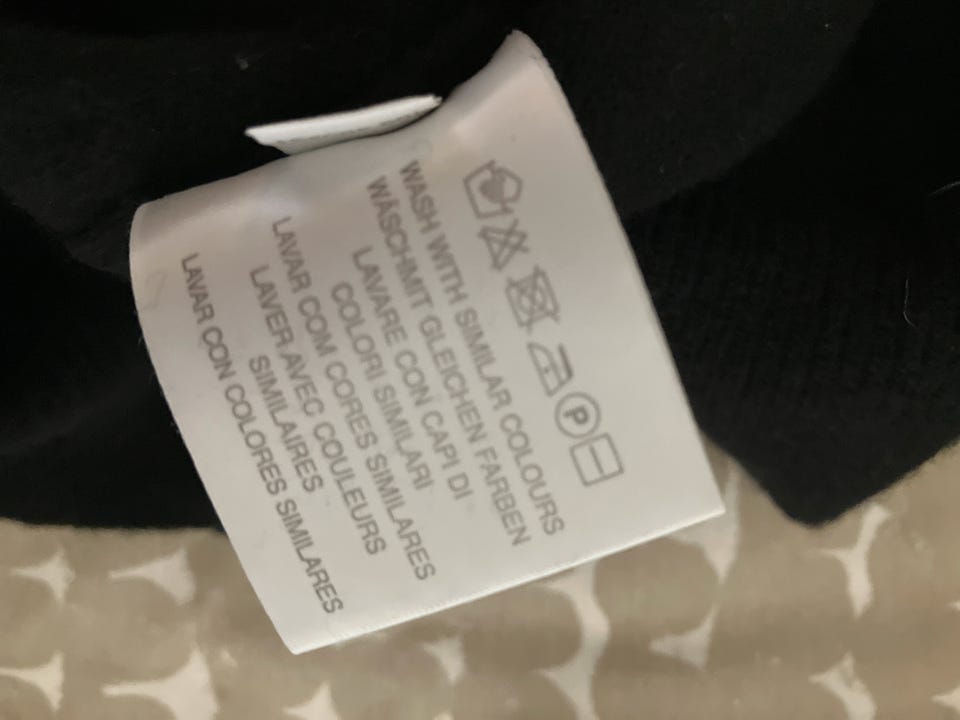 P
WASH WITH SIMILAR COLOURS
WASCHMIT GLEICHEN FARBEN
LAVARE CON CAPI DI
COLORI SIMILARI
LAVAR COM CORES SIMILARES
LAVER AVEC COULEURS
SIMILAIRES
LAVAR CON COLORES SIMILARES